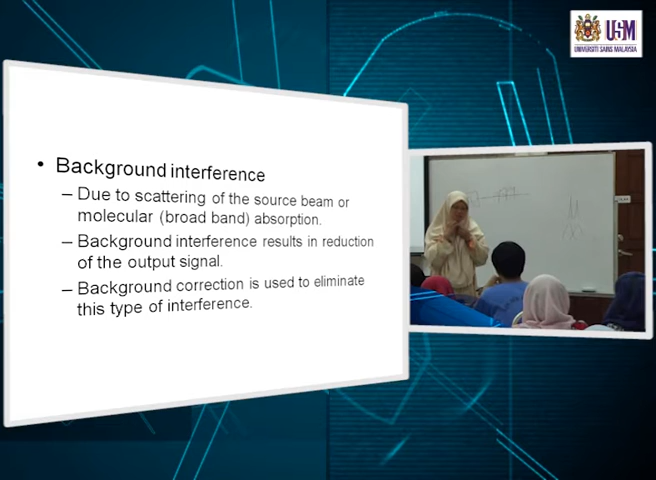 USM
UNIVERSITI SAINS MALAYSIA
• Background interference
– Due to scattering of the source beam or
molecular (broad band) absorption.
– Background interference results in reduction
of the output signal.
– Background correction is used to eliminate
this type of interference.